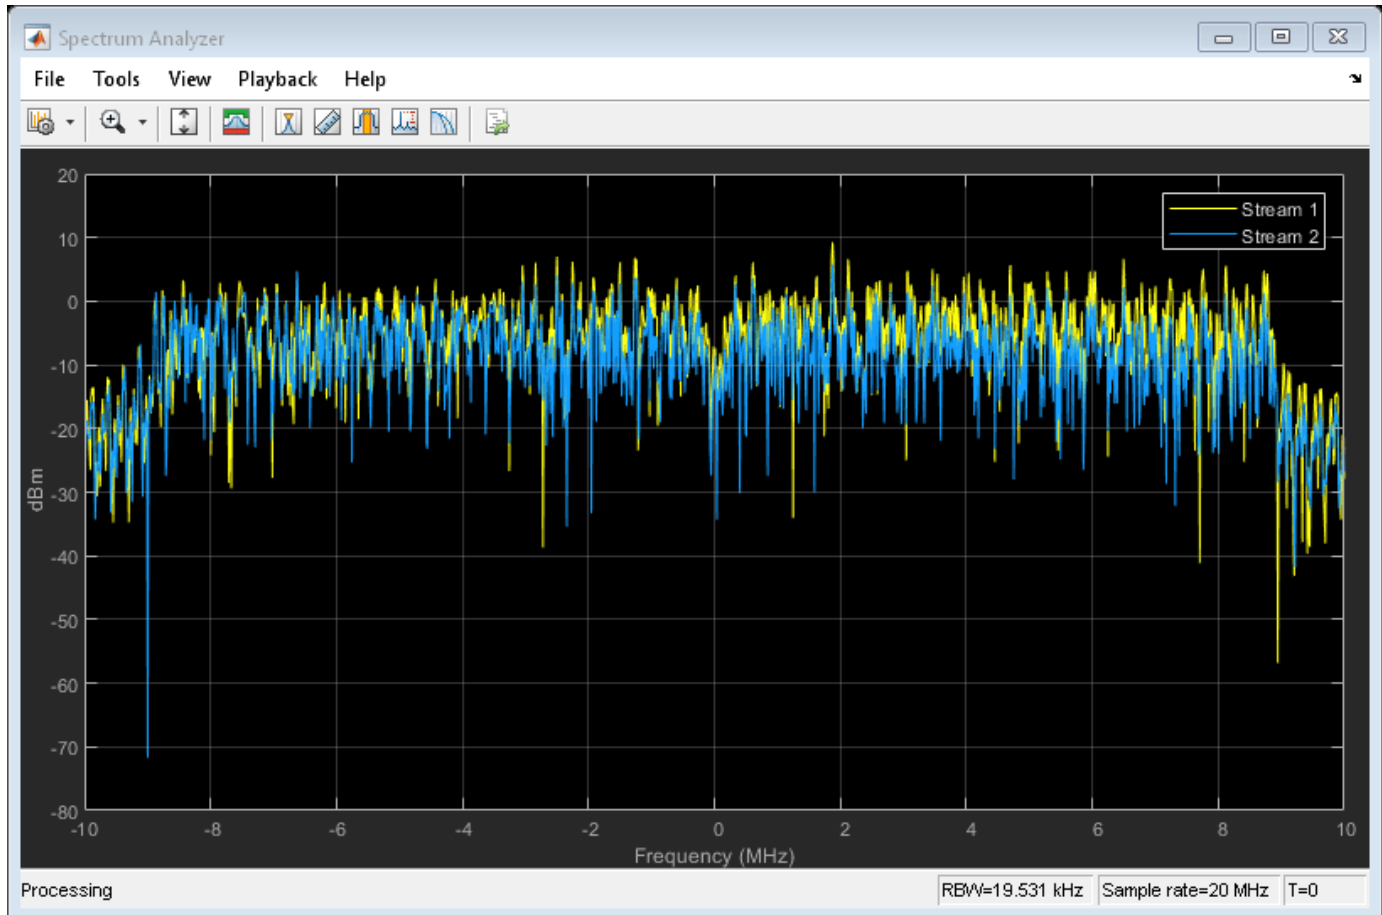 Spectrum Analyzer
File Tools View Playback Help
20
10
0
-10
-20
-30
-40
-50
-60
-70
-80
dBm
Stream 1
Stream 2
-10 -8 -6 -4 -2 0 2 4 6 8 10
Frequency (MHz)
Processing RBW=19.531 kHz Sample rate=20 MHz T=0